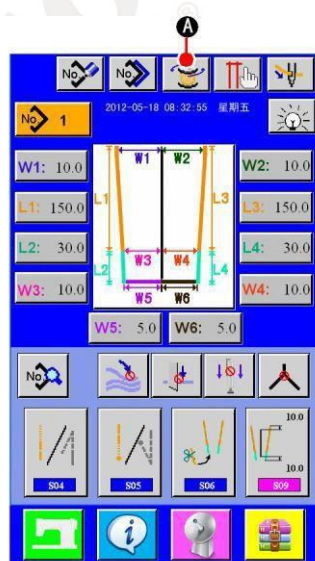 A
No. No.
No. 1
2012-05-18 08:32:55 星期五
W1: 10.0
W1 W2
W2: 10.0
L1: 150.0
L1 L3
L3: 150.0
L2: 30.0
W3 W4
L4: 30.0
L2 L4
W3: 10.0
W5 W6
W4: 10.0
W5: 5.0 W6: 5.0
No.
10.0
10.0
S04 S05 S06 S09